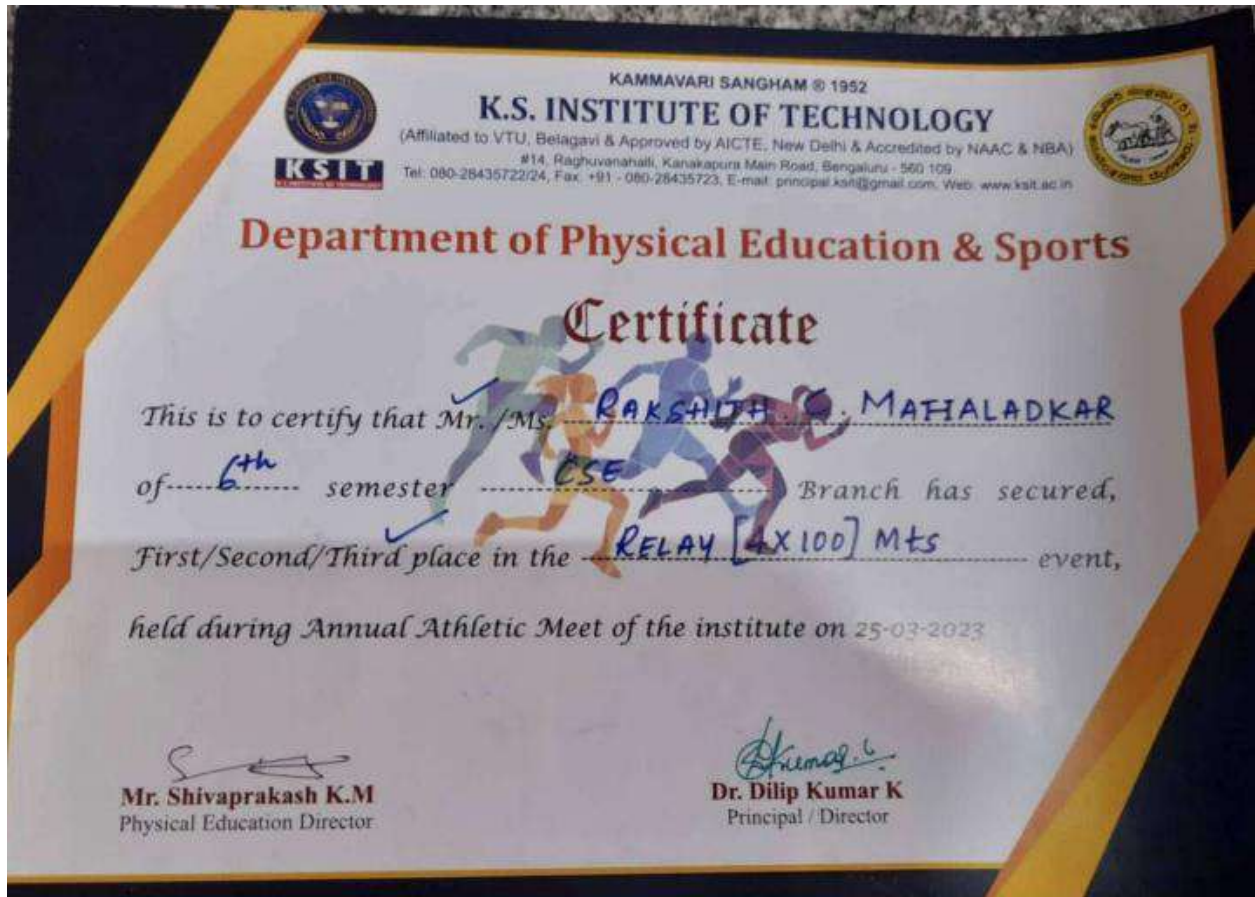 KAMMAVARI SANGHAM ® 1952
K.S. INSTITUTE OF TECHNOLOGY
(Affiliated to VTU, Belagavi & Approved by AICTE, New Delhi & Accredited by NAAC & NBA)
#14, Raghuvanahalli, Kanakapura Main Road, Bengaluru - 560 109
Tel: 080-28435722/24, Fax: +91 - 080-28435723, E-mail: principal.ksit@gmail.com, Web: www.ksit.ac.in
KSIT
Department of Physical Education & Sports
Certificate
This is to certify that Mr. /Ms. RAKSHITH
of 6th semester CSE Branch has secured,
First/Second/Third place in the RELAY [4X100] Mts event,
held during Annual Athletic Meet of the institute on 25-03-2023
Mr. Shivaprakash K.M
Physical Education Director
Dr. Dilip Kumar K
Principal / Director